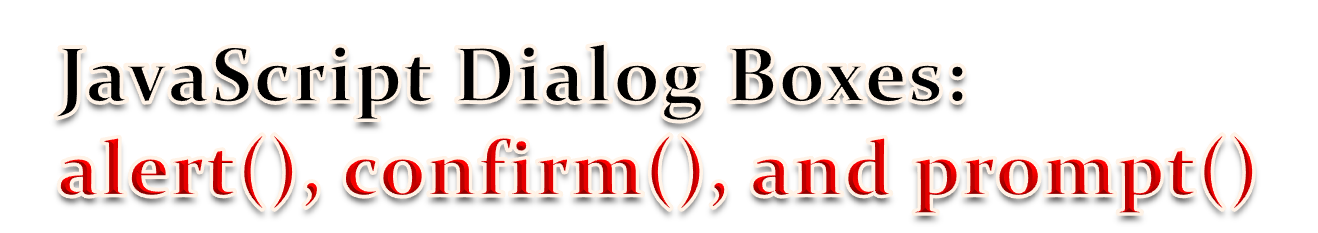 JavaScript Dialog Boxes:
alert(), confirm(), and prompt()